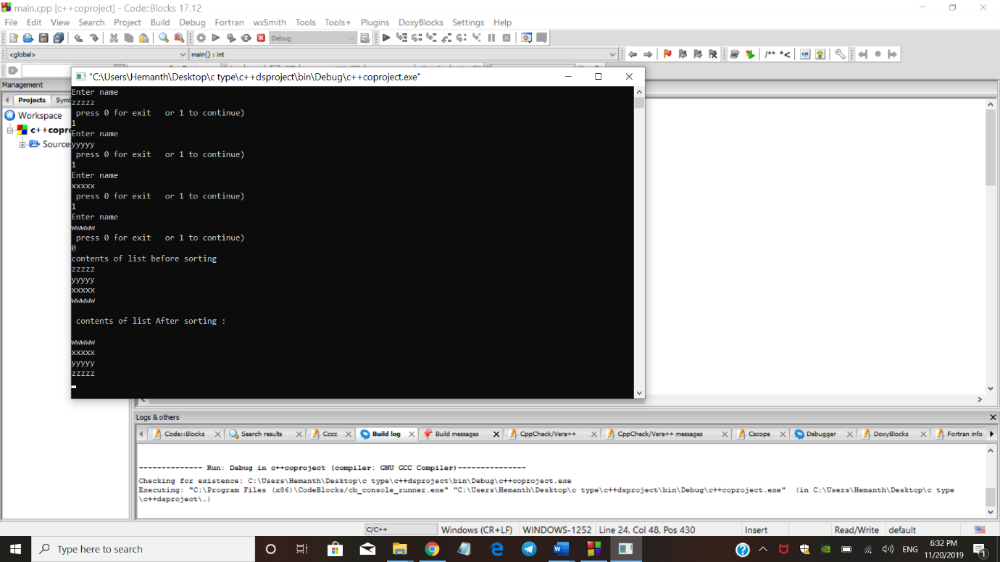 main.cpp [c++coproject] - Code::Blocks 17.12
File Edit View Search Project Build Debug Fortran wxSmith Tools Tools+ Plugins DoxyBlocks Settings Help
Debug
<global> main() : int
/** *<
"C:\Users\Hemanth\Desktop\c type\c++dsproject\bin\Debug\c++coproject.exe"
Management
Projects Symb
Workspace
c++copro
Sources
Enter name
zzzzz
press 0 for exit   or 1 to continue)
1
Enter name
yyyyy
press 0 for exit   or 1 to continue)
1
Enter name
xxxxx
press 0 for exit   or 1 to continue)
1
Enter name
wwwww
press 0 for exit   or 1 to continue)
0
contents of list before sorting
zzzzz
yyyyy
xxxxx
wwwww
contents of list After sorting :
wwwww
xxxxx
yyyyy
zzzzz
Logs & others
Code::Blocks Search results Cccc Build log Build messages CppCheck/Vera++ CppCheck/Vera++ messages Cscope Debugger DoxyBlocks Fortran info
-------------- Run: Debug in c++coproject (compiler: GNU GCC Compiler)---------------
Checking for existence: C:\Users\Hemanth\Desktop\c type\c++dsproject\bin\Debug\c++coproject.exe
Executing: "C:\Program Files (x86)\CodeBlocks/cb_console_runner.exe" "C:\Users\Hemanth\Desktop\c type\c++dsproject\bin\Debug\c++coproject.exe"  (in C:\Users\Hemanth\Desktop\c type
\c++dsproject\.)
C/C++ Windows (CR+LF) WINDOWS-1252 Line 24, Col 48, Pos 430 Insert Read/Write default
Type here to search
ENG
6:32 PM
11/20/2019
1